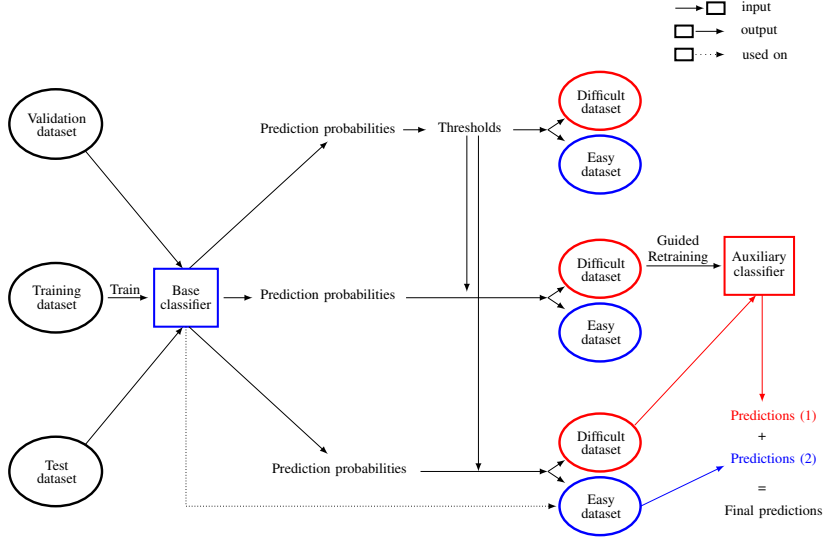 input
output
used on
Validation
dataset
Prediction probabilities
Thresholds
Difficult
dataset
Easy
dataset
Training
dataset
Train
Base
classifier
Prediction probabilities
Difficult
dataset
Easy
dataset
Guided
Retraining
Auxiliary
classifier
Test
dataset
Prediction probabilities
Difficult
dataset
Easy
dataset
Predictions (1)
+
Predictions (2)
=
Final predictions